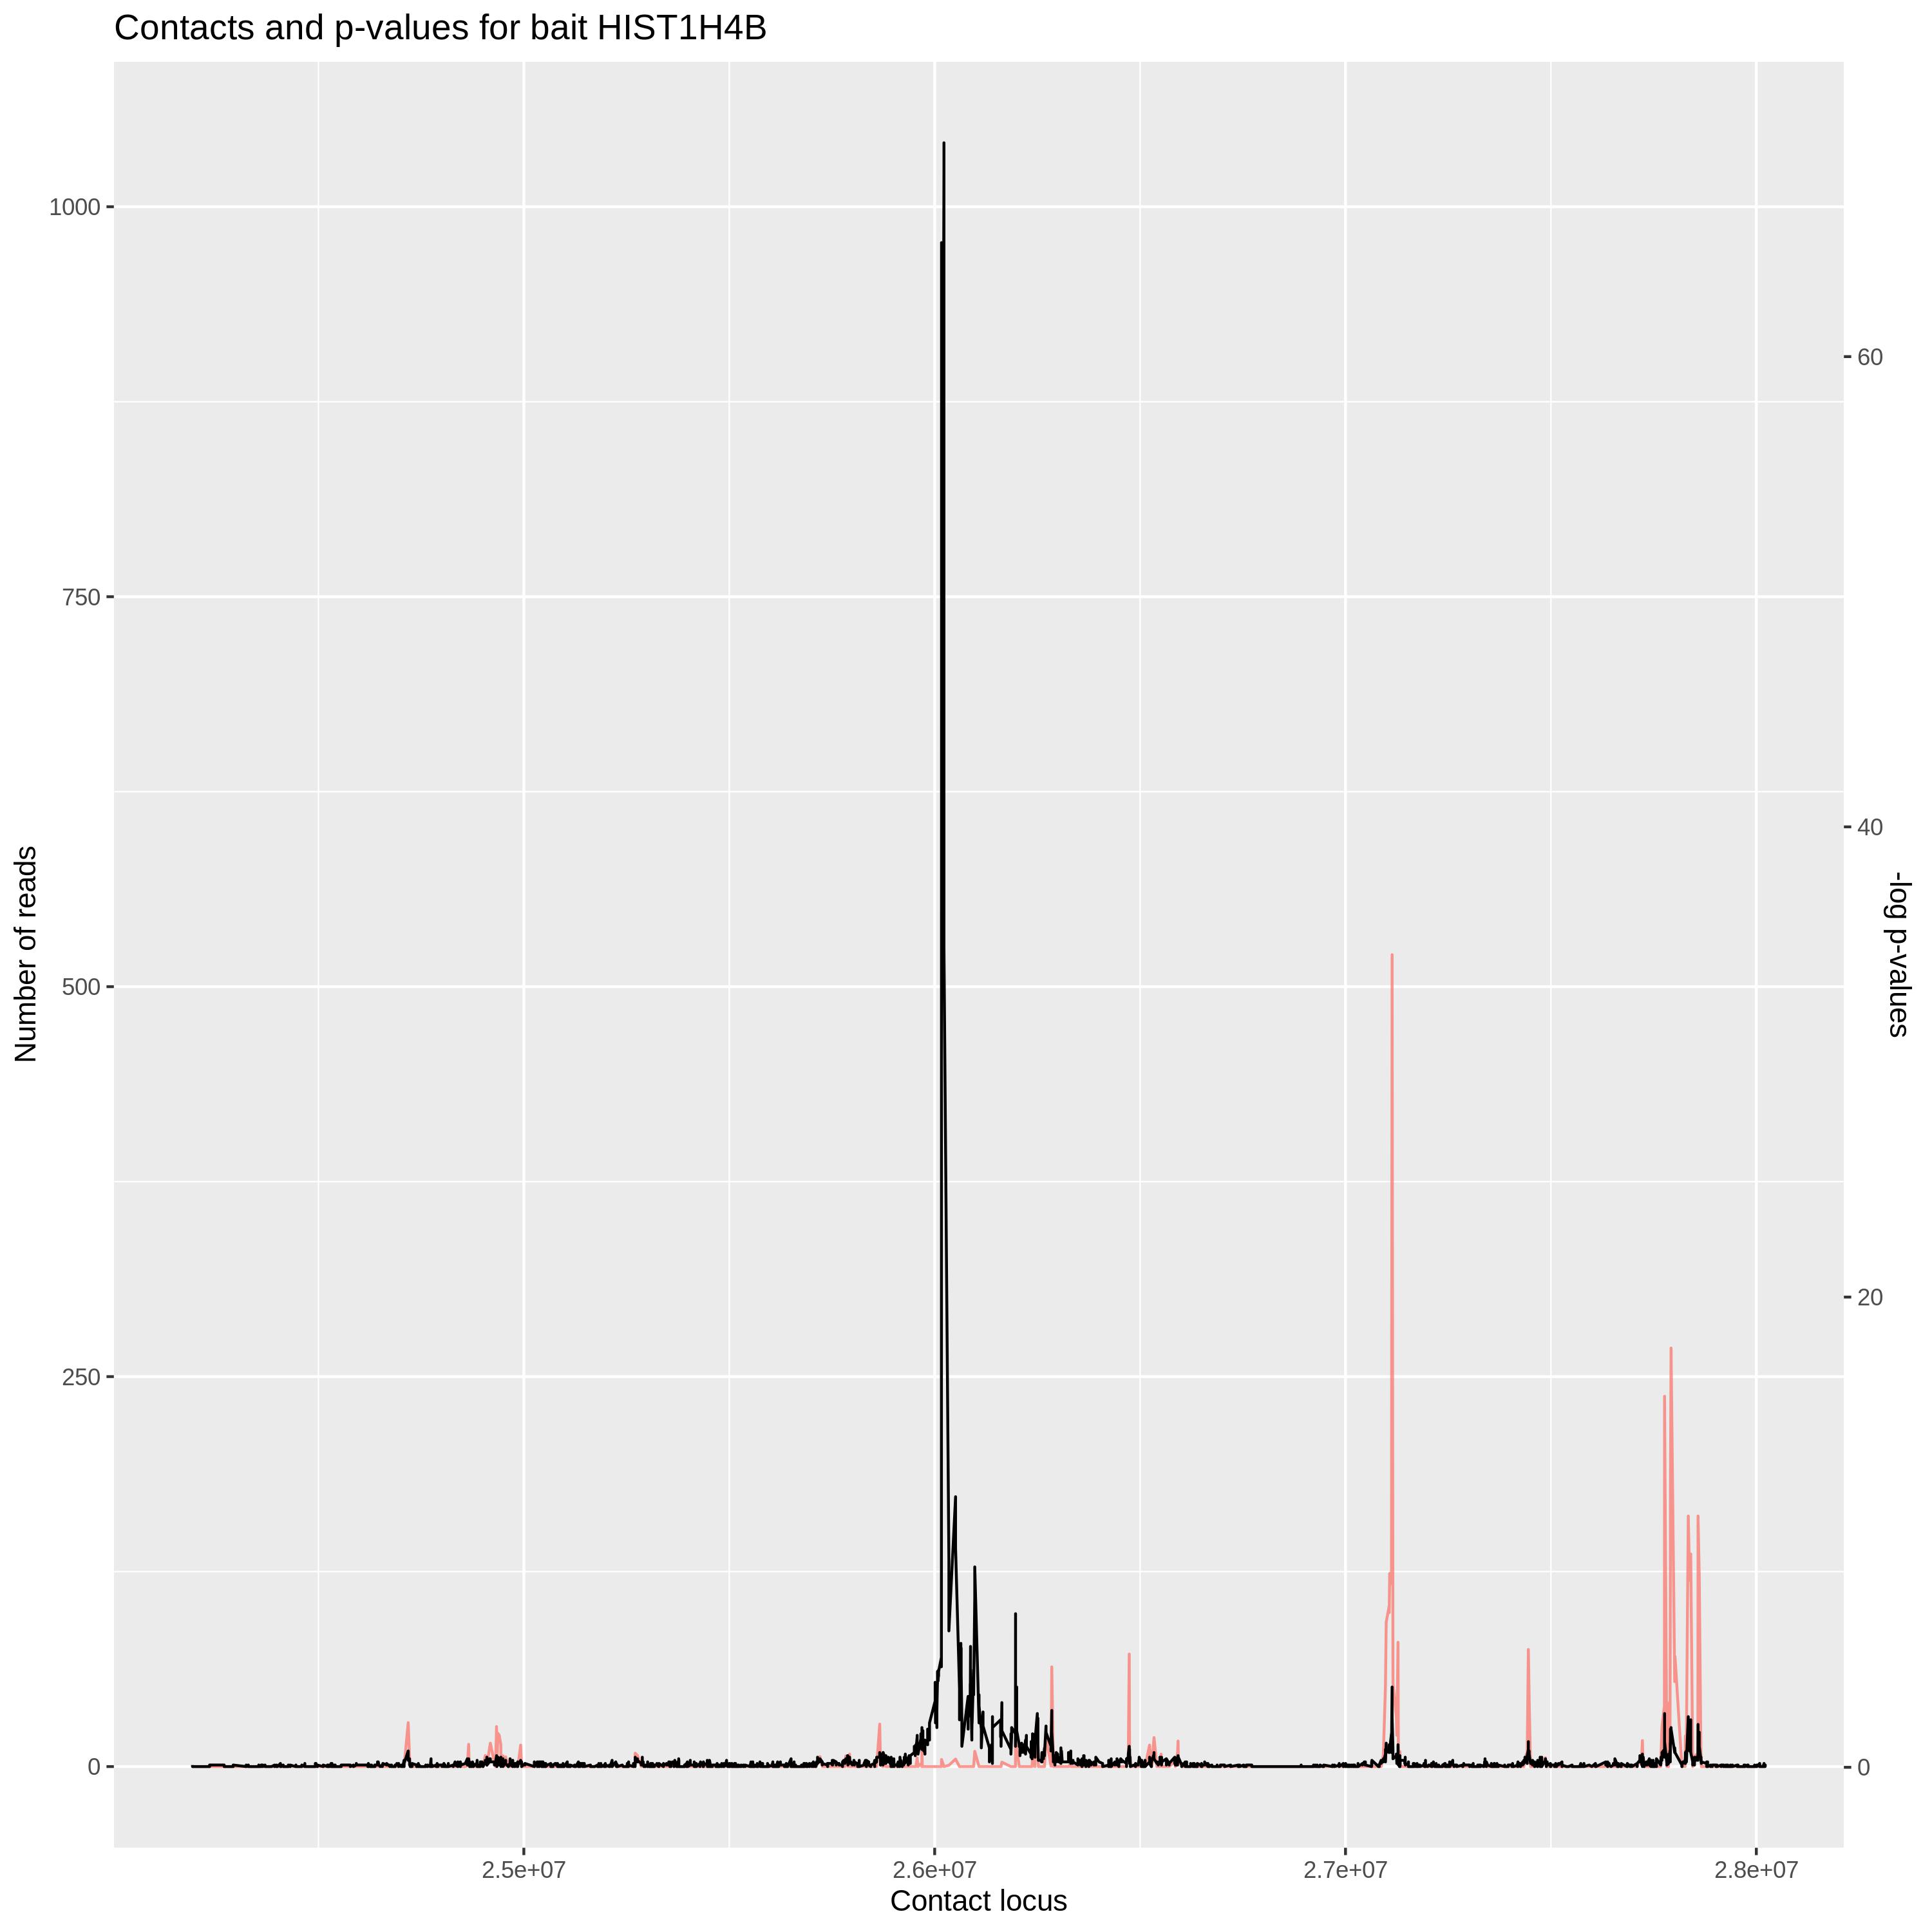 Contacts and p-values for bait HIST1H4B
1000
750
500
250
0
Number of reads
60
40
20
0
-log p-values
2.5e+07
2.6e+07
2.7e+07
2.8e+07
Contact locus